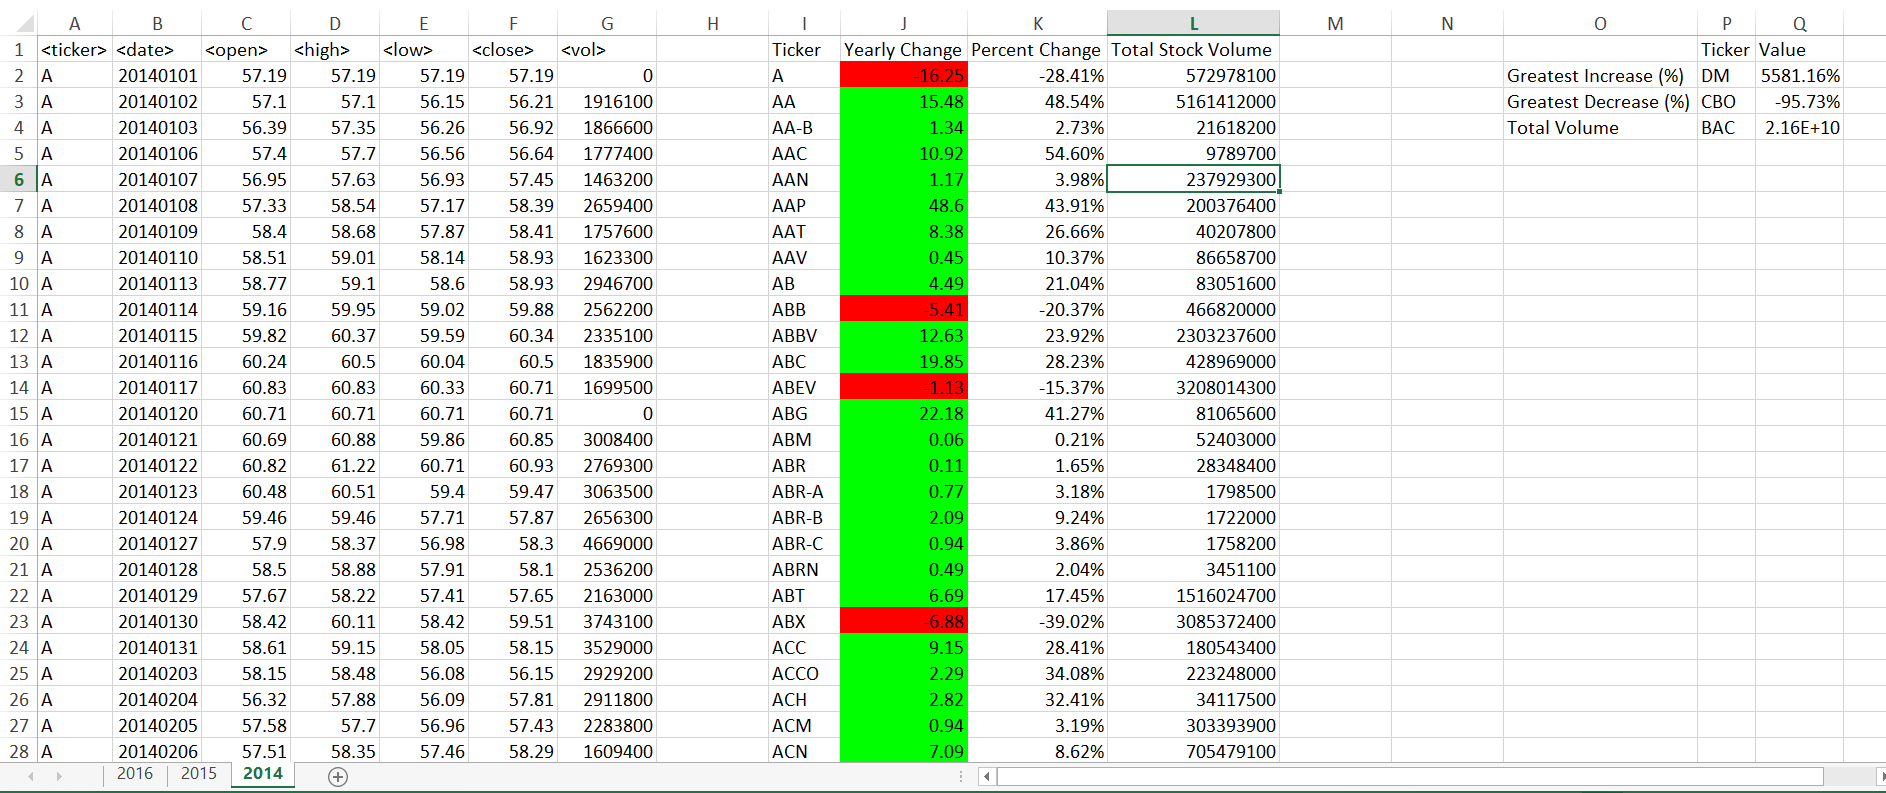 A B C D E F G H I J K L M N O P Q
1 <ticker> <date> <open> <high> <low> <close> <vol> Ticker Yearly Change Percent Change Total Stock Volume Ticker Value
2 A 20140101 57.19 57.19 57.19 57.19 0 A -16.25 -28.41% 572978100 Greatest Increase (%) DM 5581.16%
3 A 20140102 57.1 57.1 56.15 56.21 1916100 AA 15.48 48.54% 5161412000 Greatest Decrease (%) CBO -95.73%
4 A 20140103 56.39 57.35 56.26 56.92 1866600 AA-B 1.34 2.73% 21618200 Total Volume BAC 2.16E+10
5 A 20140106 57.4 57.7 56.56 56.64 1777400 AAC 10.92 54.60% 9789700
6 A 20140107 56.95 57.63 56.93 57.45 1463200 AAN 1.17 3.98% 237929300
7 A 20140108 57.33 58.54 57.17 58.39 2659400 AAP 48.6 43.91% 200376400
8 A 20140109 58.4 58.68 57.87 58.41 1757600 AAT 8.38 26.66% 40207800
9 A 20140110 58.51 59.01 58.14 58.93 1623300 AAV 0.45 10.37% 86658700
10 A 20140113 58.77 59.1 58.6 58.93 2946700 AB 4.49 21.04% 83051600
11 A 20140114 59.16 59.95 59.02 59.88 2562200 ABB -5.41 -20.37% 466820000
12 A 20140115 59.82 60.37 59.59 60.34 2335100 ABBV 12.63 23.92% 2303237600
13 A 20140116 60.24 60.5 60.04 60.5 1835900 ABC 19.85 28.23% 428969000
14 A 20140117 60.83 60.83 60.33 60.71 1699500 ABEV -1.13 -15.37% 3208014300
15 A 20140120 60.71 60.71 60.71 60.71 0 ABG 22.18 41.27% 81065600
16 A 20140121 60.69 60.88 59.86 60.85 3008400 ABM 0.06 0.21% 52403000
17 A 20140122 60.82 61.22 60.71 60.93 2769300 ABR 0.11 1.65% 28348400
18 A 20140123 60.48 60.51 59.4 59.47 3063500 ABR-A 0.77 3.18% 1798500
19 A 20140124 59.46 59.46 57.71 57.87 2656300 ABR-B 2.09 9.24% 1722000
20 A 20140127 57.9 58.37 56.98 58.3 4669000 ABR-C 0.94 3.86% 1758200
21 A 20140128 58.5 58.88 57.91 58.1 2536200 ABRN 0.49 2.04% 3451100
22 A 20140129 57.67 58.22 57.41 57.65 2163000 ABT 6.69 17.45% 1516024700
23 A 20140130 58.42 60.11 58.42 59.51 3743100 ABX -6.88 -39.02% 3085372400
24 A 20140131 58.61 59.15 58.05 58.15 3529000 ACC 9.15 28.41% 180543400
25 A 20140203 58.15 58.48 56.08 56.15 2929200 ACCO 2.29 34.08% 223248000
26 A 20140204 56.32 57.88 56.09 57.81 2911800 ACH 2.82 32.41% 34117500
27 A 20140205 57.58 57.7 56.96 57.43 2283800 ACM 0.94 3.19% 303393900
28 A 20140206 57.51 58.35 57.46 58.29 1609400 ACN 7.09 8.62% 705479100
2016 2015 2014